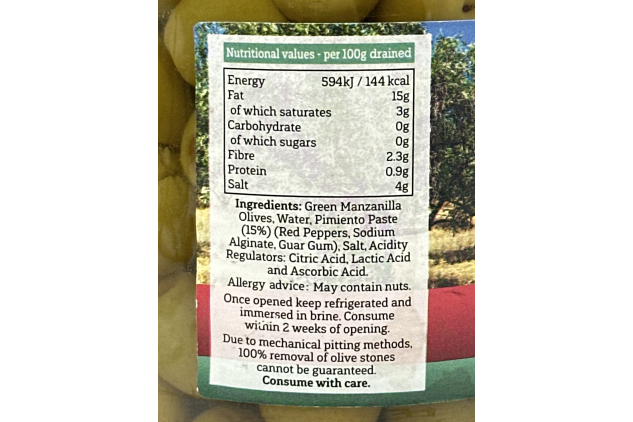 Nutritional values - per 100g drained
Energy 594kJ / 144 kcal
Fat 15g
of which saturates 3g
Carbohydrate 0g
of which sugars 0g
Fibre 2.3g
Protein 0.9g
Salt 4g
Ingredients: Green Manzanilla
Olives, Water, Pimiento Paste
(15%) (Red Peppers, Sodium
Alginate, Guar Gum), Salt, Acidity
Regulators: Citric Acid, Lactic Acid
and Ascorbic Acid.
Allergy advice: May contain nuts.
Once opened keep refrigerated and
immersed in brine. Consume
within 2 weeks of opening.
Due to mechanical pitting methods,
100% removal of olive stones
cannot be guaranteed.
Consume with care.